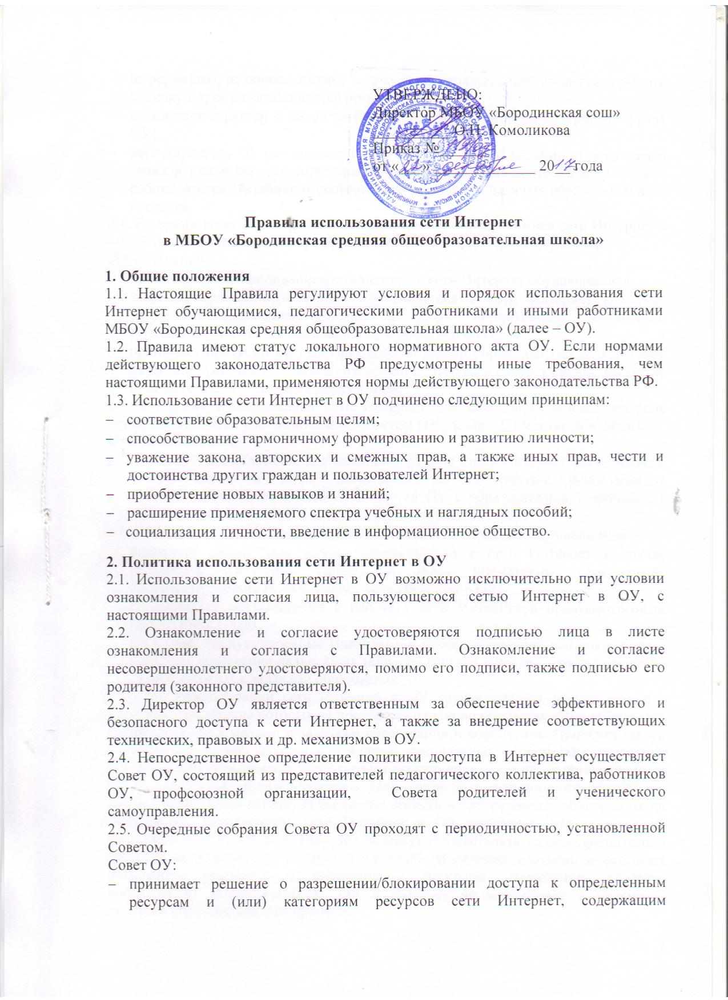 УТВЕРЖДЕНО:
Директор МБОУ «Бородинская сош»
О.Н. Комоликова
Приказ №
от « » 2017 года
Правила использования сети Интернет
в МБОУ «Бородинская средняя общеобразовательная школа»
1. Общие положения
1.1. Настоящие Правила регулируют условия и порядок использования сети
Интернет обучающимися, педагогическими работниками и иными работниками
МБОУ «Бородинская средняя общеобразовательная школа» (далее – ОУ).
1.2. Правила имеют статус локального нормативного акта ОУ. Если нормами
действующего законодательства РФ предусмотрены иные требования, чем
настоящими Правилами, применяются нормы действующего законодательства РФ.
1.3. Использование сети Интернет в ОУ подчинено следующим принципам:
– соответствие образовательным целям;
– способствование гармоничному формированию и развитию личности;
– уважение закона, авторских и смежных прав, а также иных прав, чести и
достоинства других граждан и пользователей Интернет;
– приобретение новых навыков и знаний;
– расширение применяемого спектра учебных и наглядных пособий;
– социализация личности, введение в информационное общество.
2. Политика использования сети Интернет в ОУ
2.1. Использование сети Интернет в ОУ возможно исключительно при условии
ознакомления и согласия лица, пользующегося сетью Интернет в ОУ, с
настоящими Правилами.
2.2. Ознакомление и согласие удостоверяются подписью лица в листе
ознакомления и согласия с Правилами. Ознакомление и согласие
несовершеннолетнего удостоверяются, помимо его подписи, также подписью его
родителя (законного представителя).
2.3. Директор ОУ является ответственным за обеспечение эффективного и
безопасного доступа к сети Интернет, а также за внедрение соответствующих
технических, правовых и др. механизмов в ОУ.
2.4. Непосредственное определение политики доступа в Интернет осуществляет
Совет ОУ, состоящий из представителей педагогического коллектива, работников
ОУ, профсоюзной организации, Совета родителей и ученического
самоуправления.
2.5. Очередные собрания Совета ОУ проходят с периодичностью, установленной
Советом.
Совет ОУ:
– принимает решение о разрешении/блокировании доступа к определенным
ресурсам и (или) категориям ресурсов сети Интернет, содержащим